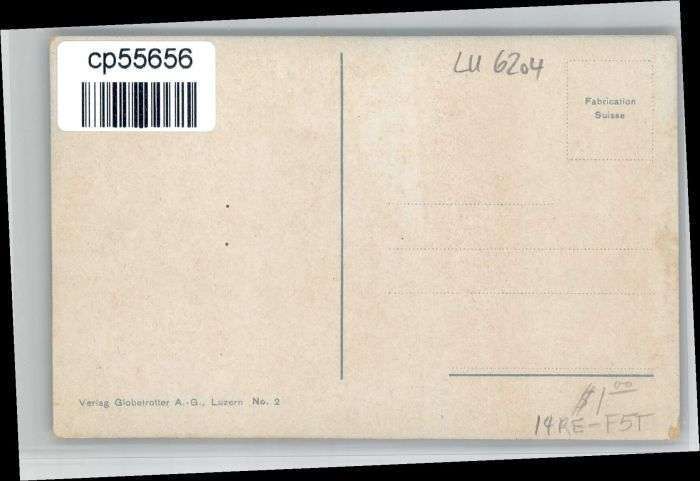 cp55656
LU 6204
Fabrication
Suisse
Verlag Globetrotter A.-G., Luzern No. 2
$1.00
14RE-F5T